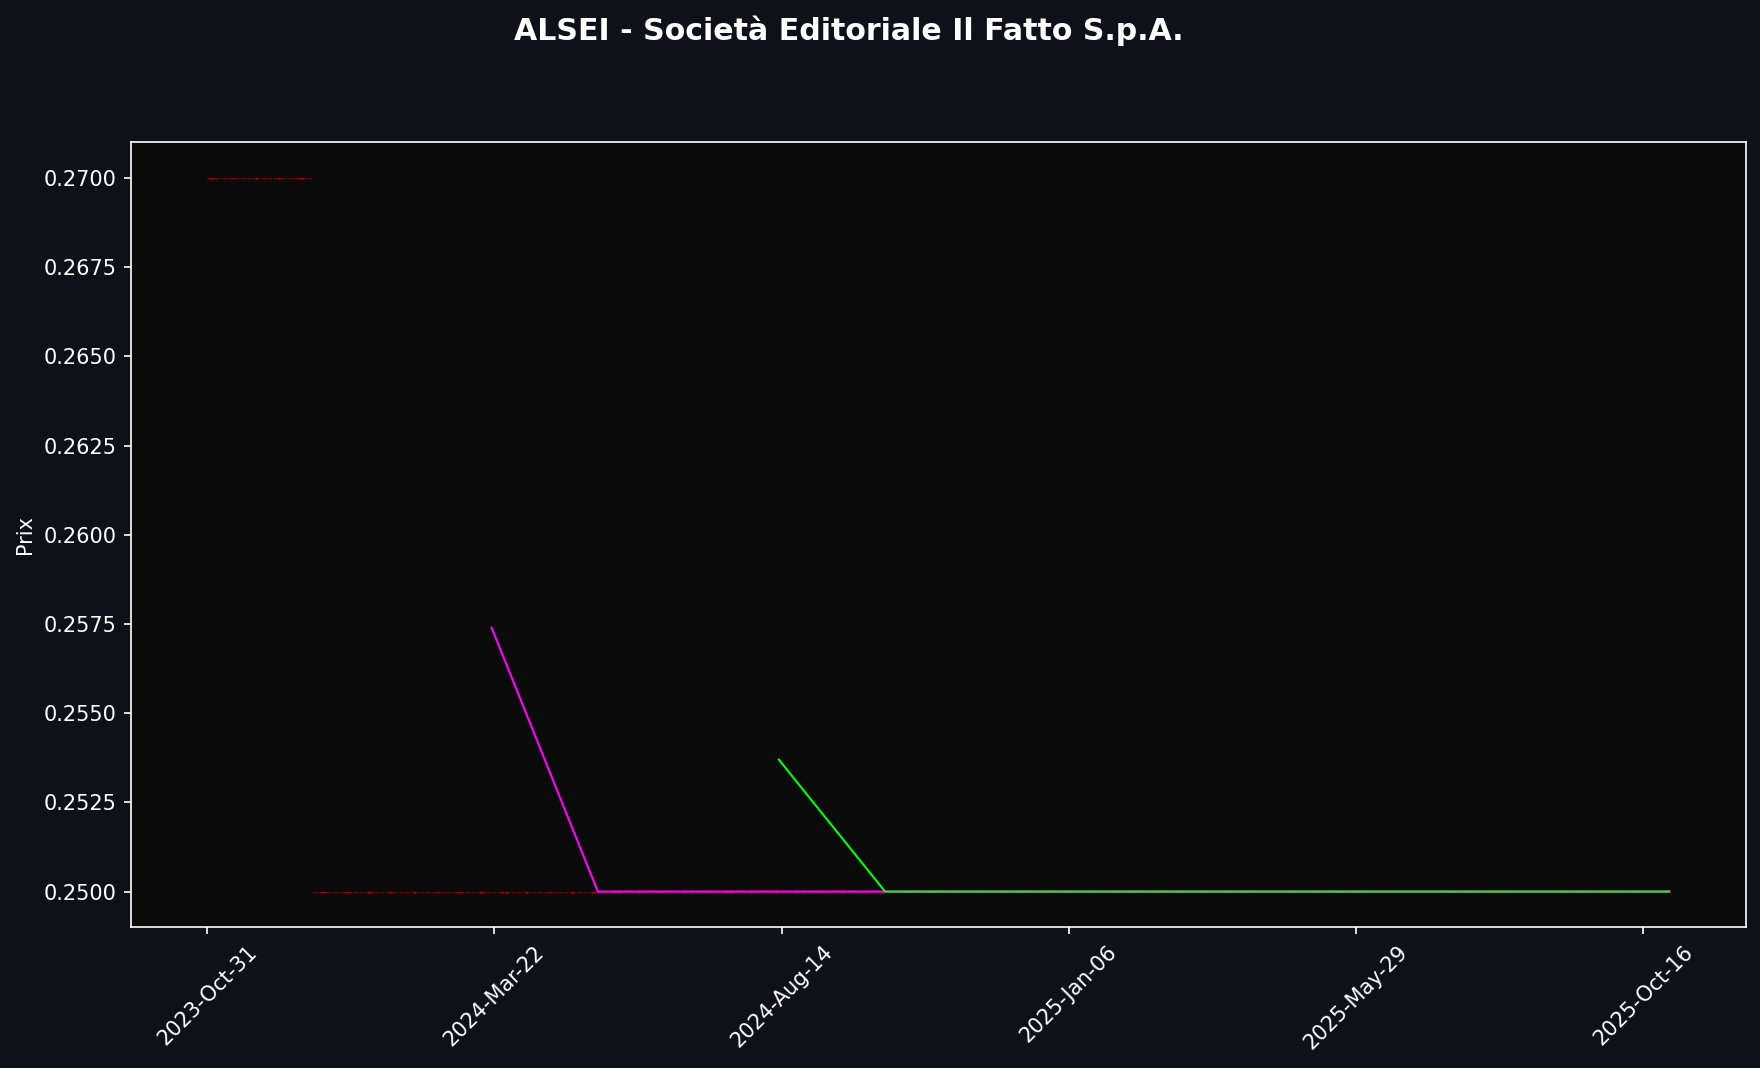 ALSEI - Società Editoriale Il Fatto S.p.A.
0.2700
0.2675
0.2650
0.2625
0.2600
0.2575
0.2550
0.2525
0.2500
Prix
2023-Oct-31
2024-Mar-22
2024-Aug-14
2025-Jan-06
2025-May-29
2025-Oct-16